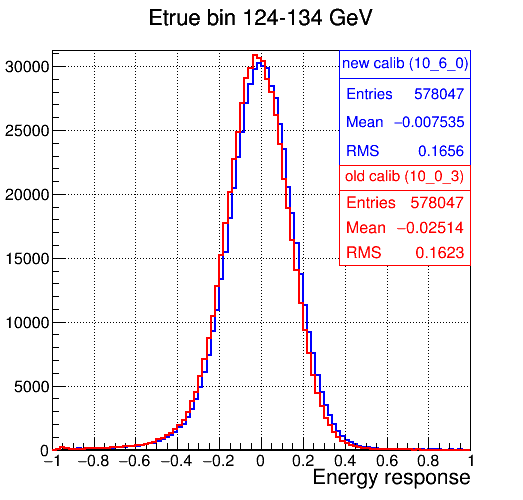 Etrue bin 124-134 GeV
new calib (10_6_0)
Entries 578047
Mean −0.007535
RMS 0.1656
old calib (10_0_3)
Entries 578047
Mean −0.02514
RMS 0.1623
30000
25000
20000
15000
10000
5000
0
−1 −0.8 −0.6 −0.4 −0.2 0 0.2 0.4 0.6 0.8 1
Energy response